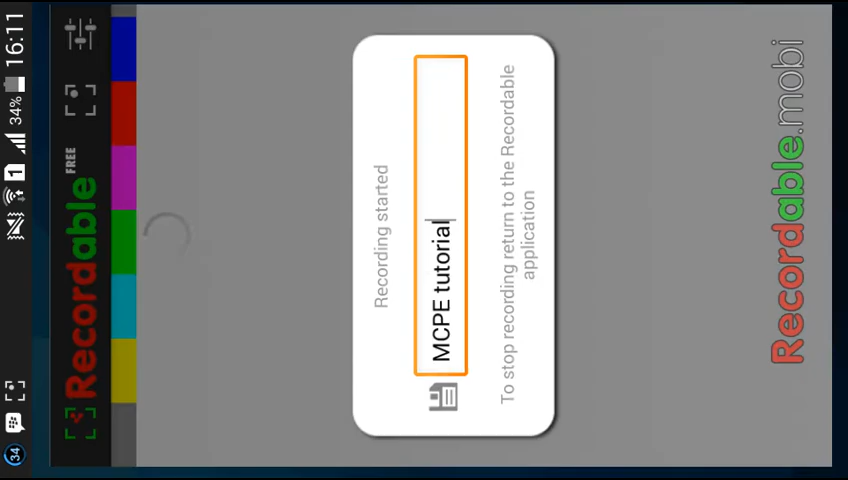 34
1
34%
16:11
Recordable FREE
Recording started
MCPE tutorial
To stop recording return to the Recordable
application
Recordable.mobi